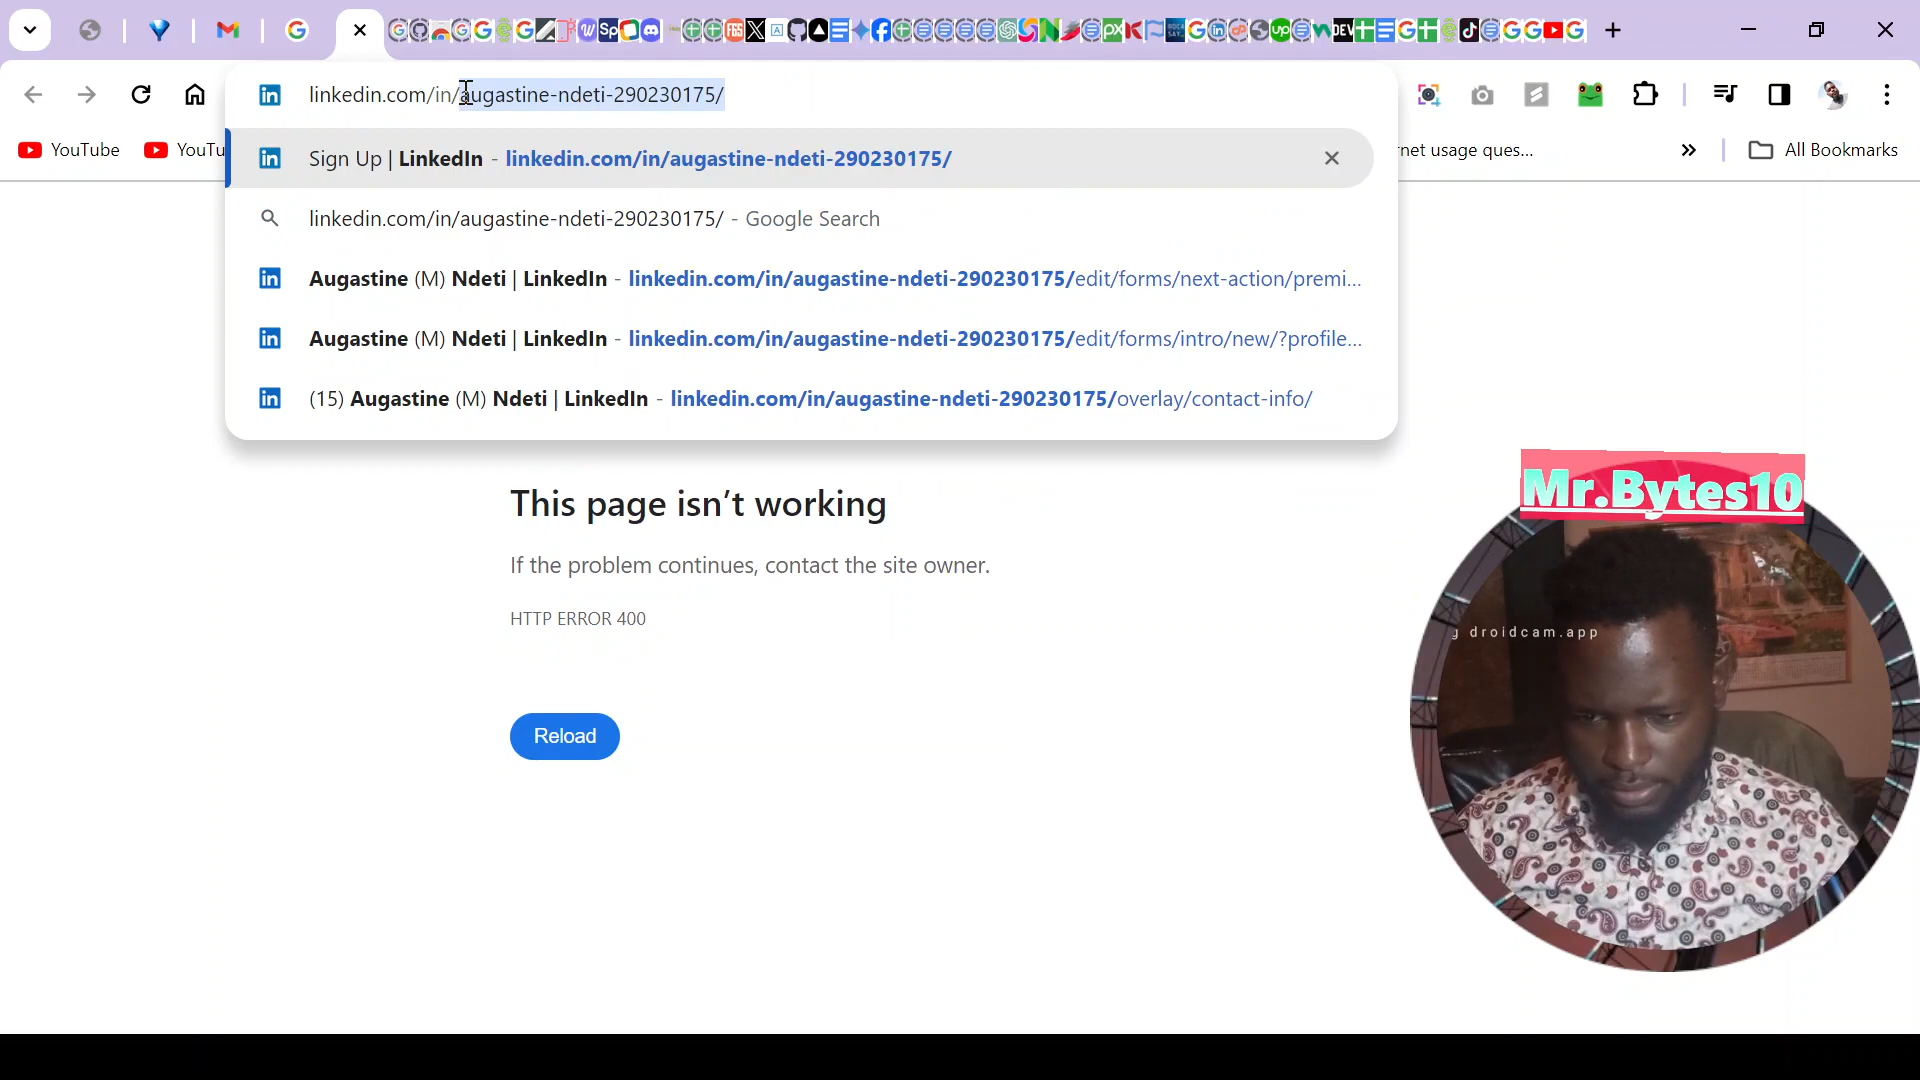 linkedin.com/in/augastine-ndeti-290230175/
YouTube
YouTu
rnet usage ques...
All Bookmarks
Sign Up | LinkedIn - linkedin.com/in/augastine-ndeti-290230175/
linkedin.com/in/augastine-ndeti-290230175/ - Google Search
Augastine (M) Ndeti | LinkedIn - linkedin.com/in/augastine-ndeti-290230175/edit/forms/next-action/premi...
Augastine (M) Ndeti | LinkedIn - linkedin.com/in/augastine-ndeti-290230175/edit/forms/intro/new/?profile...
(15) Augastine (M) Ndeti | LinkedIn - linkedin.com/in/augastine-ndeti-290230175/overlay/contact-info/
This page isn’t working
If the problem continues, contact the site owner.
HTTP ERROR 400
Reload
Mr.Bytes10
g droidcam.app